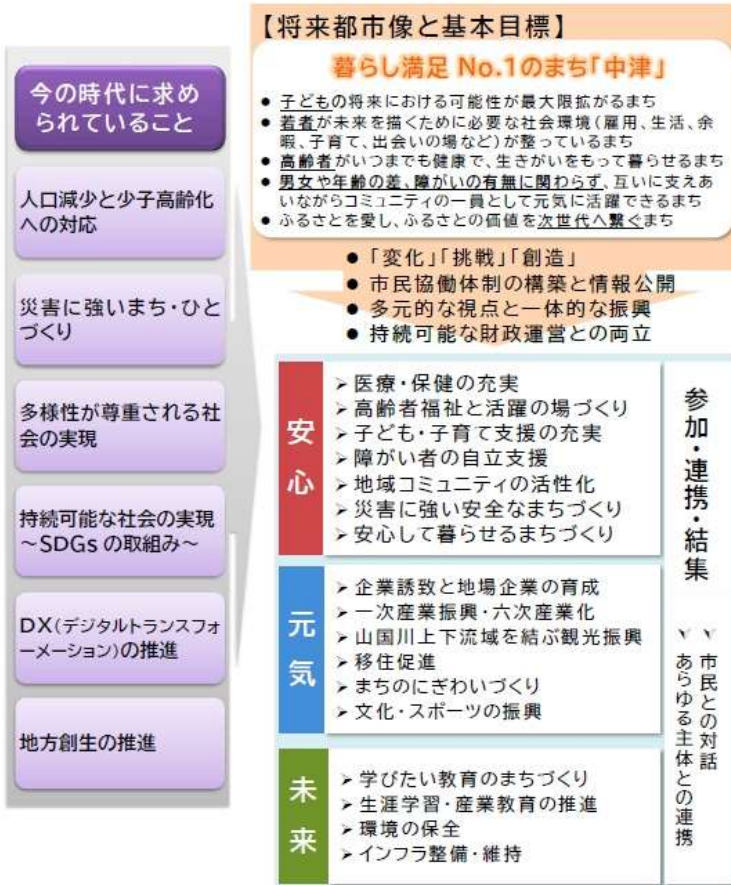 今の時代に求め
られていること
人口減少と少子高齢化
への対応
災害に強いまち・ひと
づくり
多様性が尊重される社
会の実現
持続可能な社会の実現
~SDGs の取組み~
DX(デジタルトランスフォ
ーメーション)の推進
地方創生の推進
【将来都市像と基本目標】
暮らし満足 No.1のまち「中津」
● 子どもの将来における可能性が最大限拡がるまち
● 若者が未来を描くために必要な社会環境(雇用、生活、余
暇、子育て、出会いの場など)が整っているまち
● 高齢者がいつまでも健康で、生きがいをもって暮らせるまち
● 男女や年齢の差、障がいの有無に関わらず、互いに支えあ
いながらコミュニティの一員として元気に活躍できるまち
● ふるさとを愛し、ふるさとの価値を次世代へ繋ぐまち
● 「変化」「挑戦」「創造」
● 市民協働体制の構築と情報公開
● 多元的な視点と一体的な振興
● 持続可能な財政運営との両立
安心
➢ 医療・保健の充実
➢ 高齢者福祉と活躍の場づくり
➢ 子ども・子育て支援の充実
➢ 障がい者の自立支援
➢ 地域コミュニティの活性化
➢ 災害に強い安全なまちづくり
➢ 安心して暮らせるまちづくり
元気
➢ 企業誘致と地場企業の育成
➢ 一次産業振興・六次産業化
➢ 山国川上下流域を結ぶ観光振興
➢ 移住促進
➢ まちのにぎわいづくり
➢ 文化・スポーツの振興
未来
➢ 学びたい教育のまちづくり
➢ 生涯学習・産業教育の推進
➢ 環境の保全
➢ インフラ整備・維持
参加・連携・結集
➢ 市民との対話
➢ あらゆる主体との連携